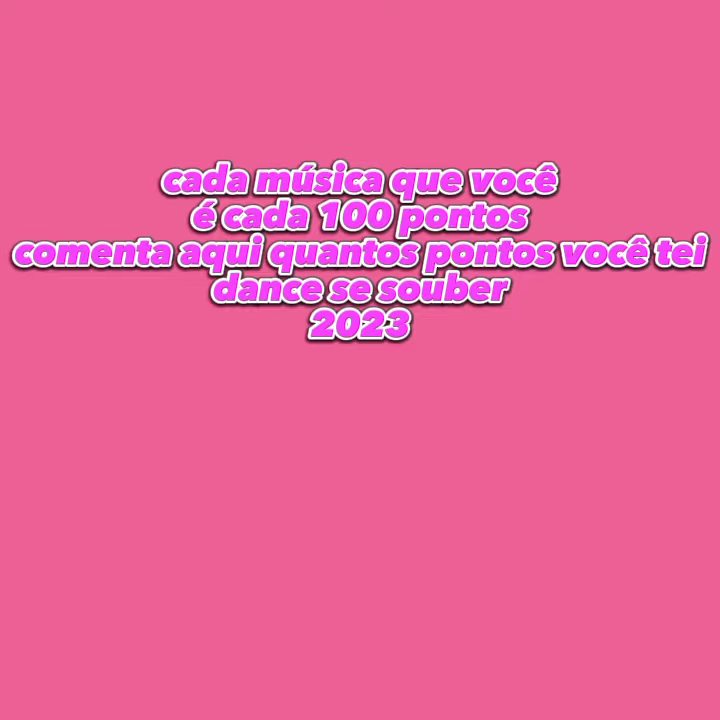 cada música que você
é cada 100 pontos
comenta aqui quantos pontos você tei
dance se souber
2023